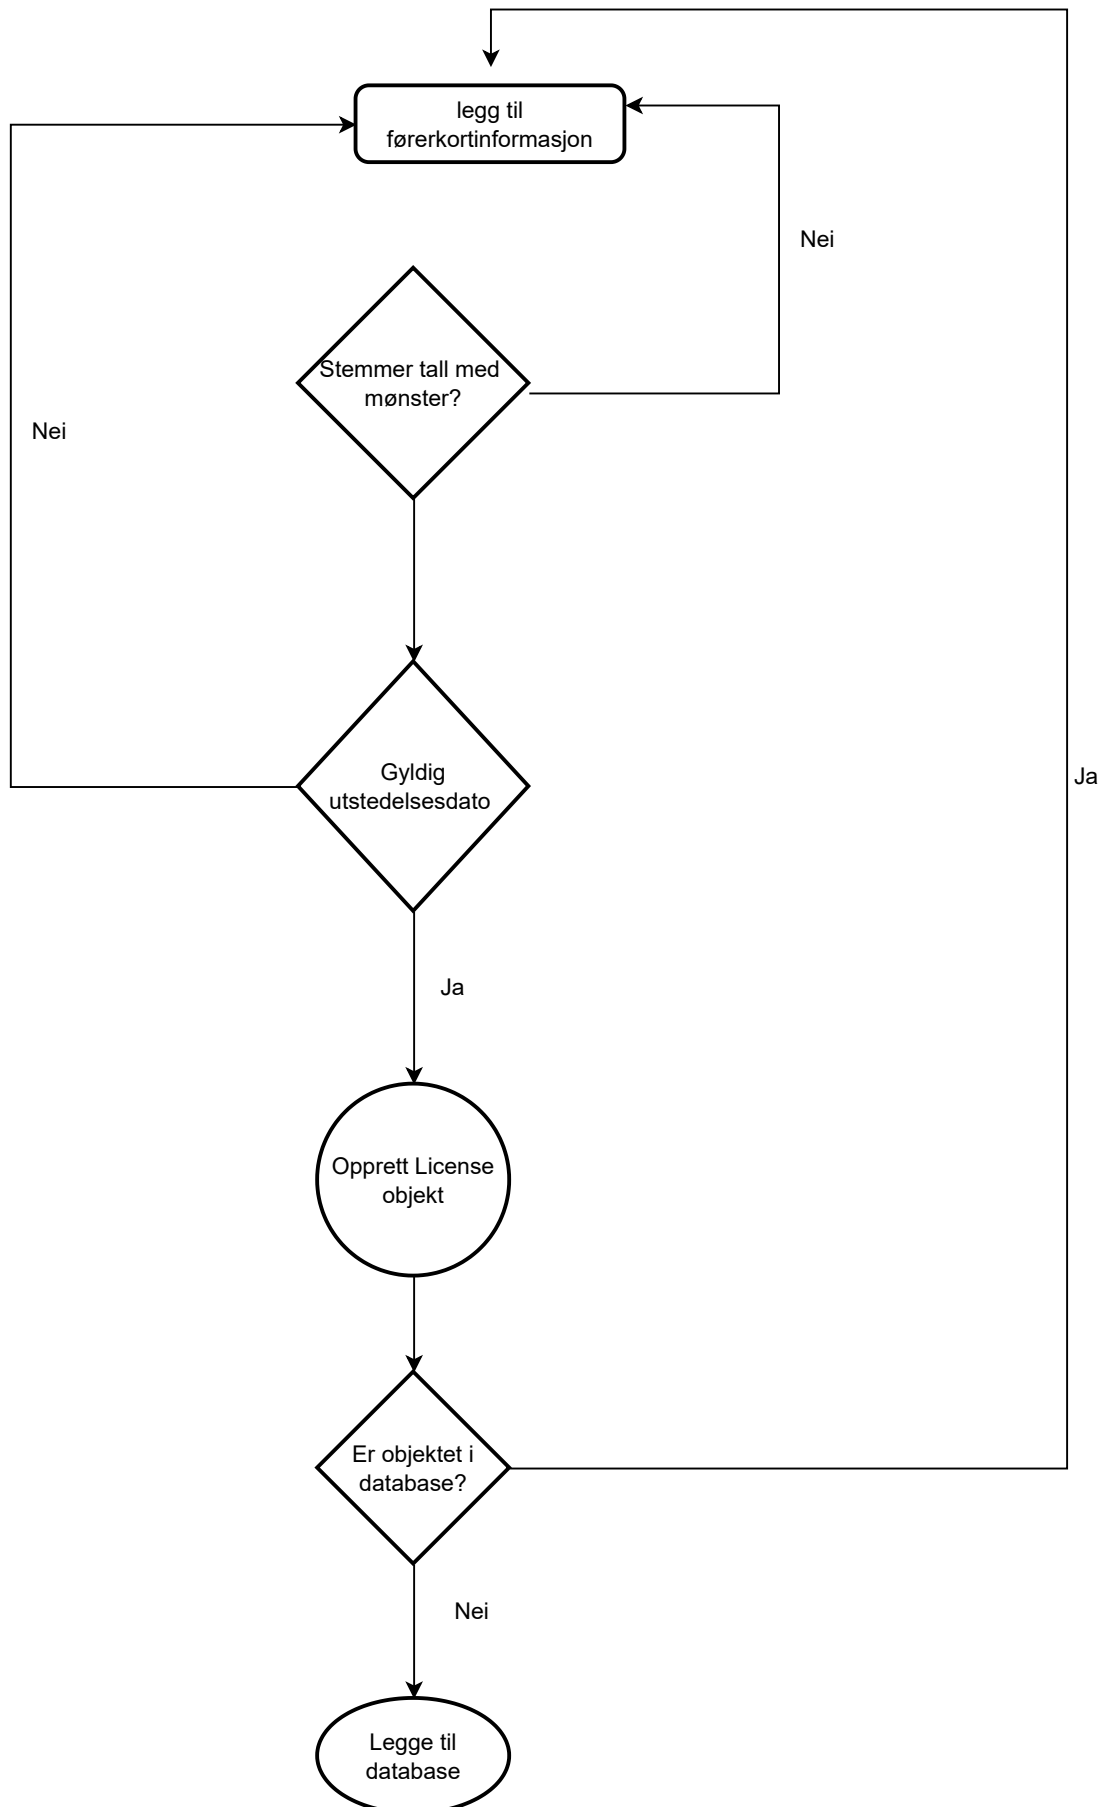 legg til
førerkortinformasjon
Nei
Stemmer tall med
mønster?
Nei
Gyldig
utstedelsesdato
Ja
Ja
Opprett License
objekt
Er objektet i
database?
Nei
Legge til
database